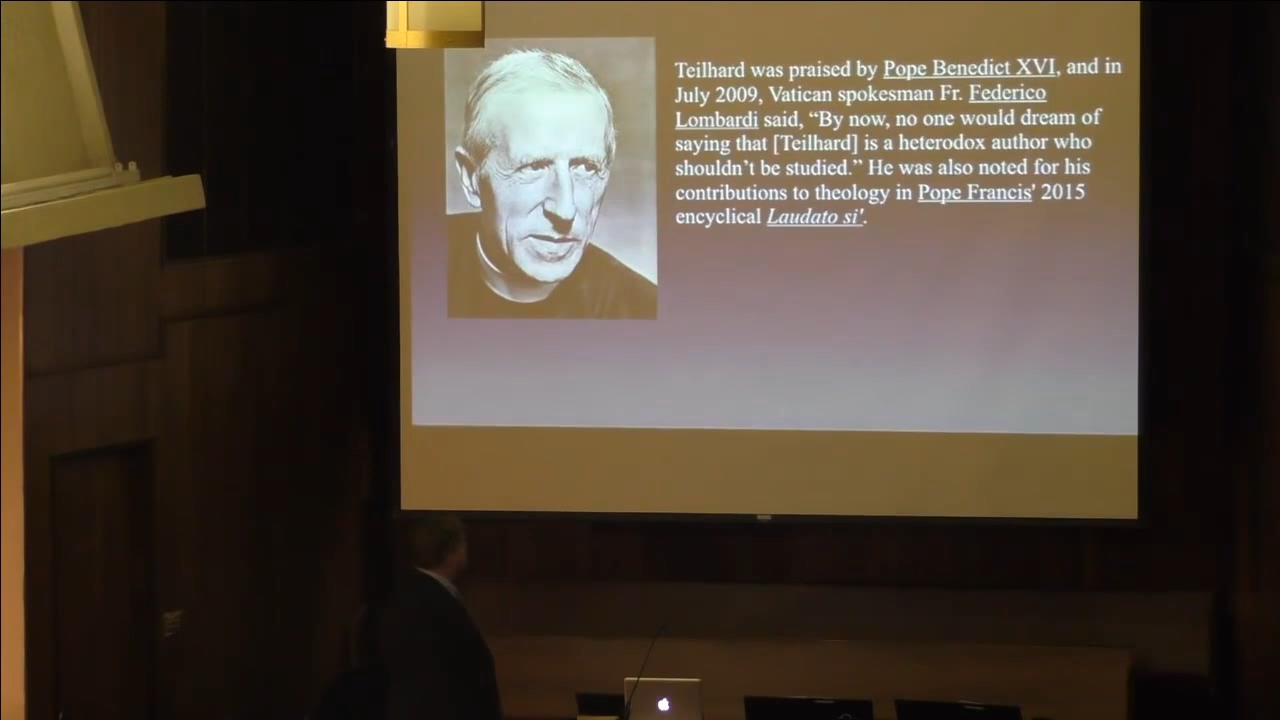 Teilhard was praised by Pope Benedict XVI, and in
July 2009, Vatican spokesman Fr. Federico
Lombardi said, “By now, no one would dream of
saying that [Teilhard] is a heterodox author who
shouldn’t be studied.” He was also noted for his
contributions to theology in Pope Francis' 2015
encyclical Laudato si'.